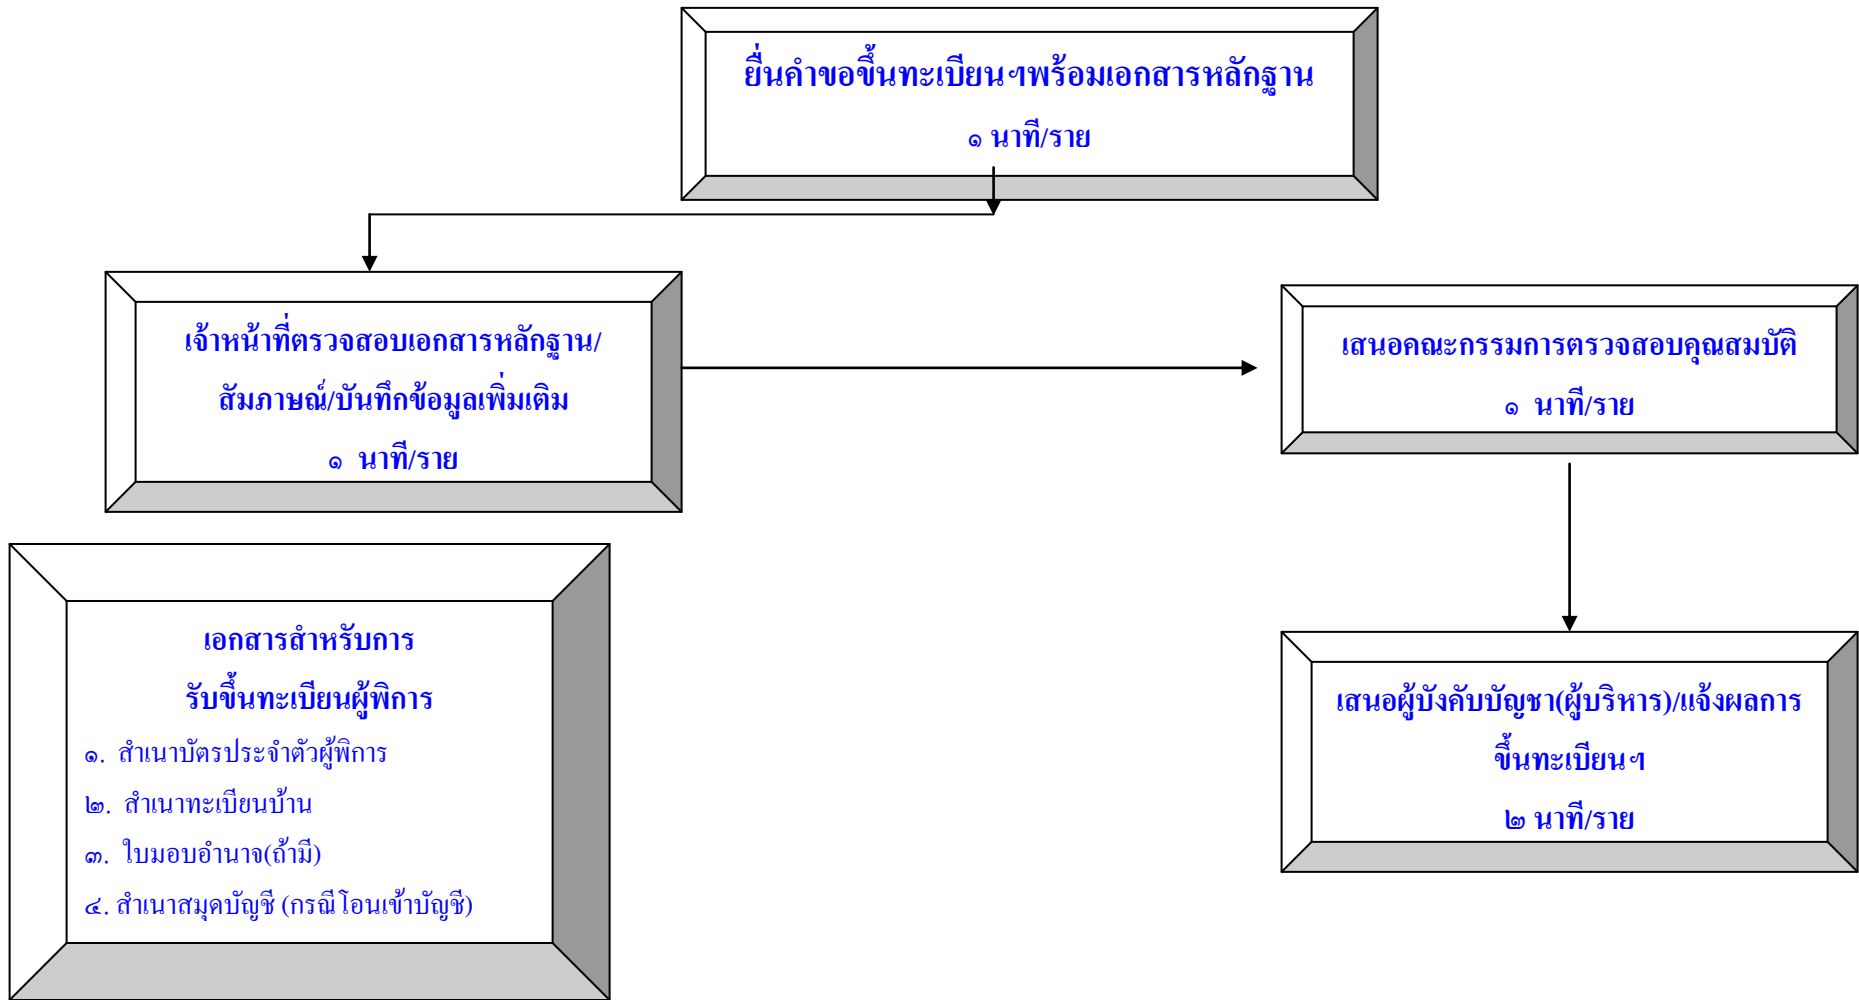 ยื่นคำขอขึ้นทะเบียนฯพร้อมเอกสารหลักฐาน
๑ นาที/ราย
เจ้าหน้าที่ตรวจสอบเอกสารหลักฐาน/
สัมภาษณ์/บันทึกข้อมูลเพิ่มเติม
๑ นาที/ราย
เสนอคณะกรรมการตรวจสอบคุณสมบัติ
๑ นาที/ราย
เอกสารสำหรับการ
รับขึ้นทะเบียนผู้พิการ
๑. สำเนาบัตรประจำตัวผู้พิการ
๒. สำเนาทะเบียนบ้าน
๓. ใบมอบอำนาจ(ถ้ามี)
๔. สำเนาสมุดบัญชี (กรณีโอนเข้าบัญชี)
เสนอผู้บังคับบัญชา(ผู้บริหาร)/แจ้งผลการ
ขึ้นทะเบียนฯ
๒ นาที/ราย